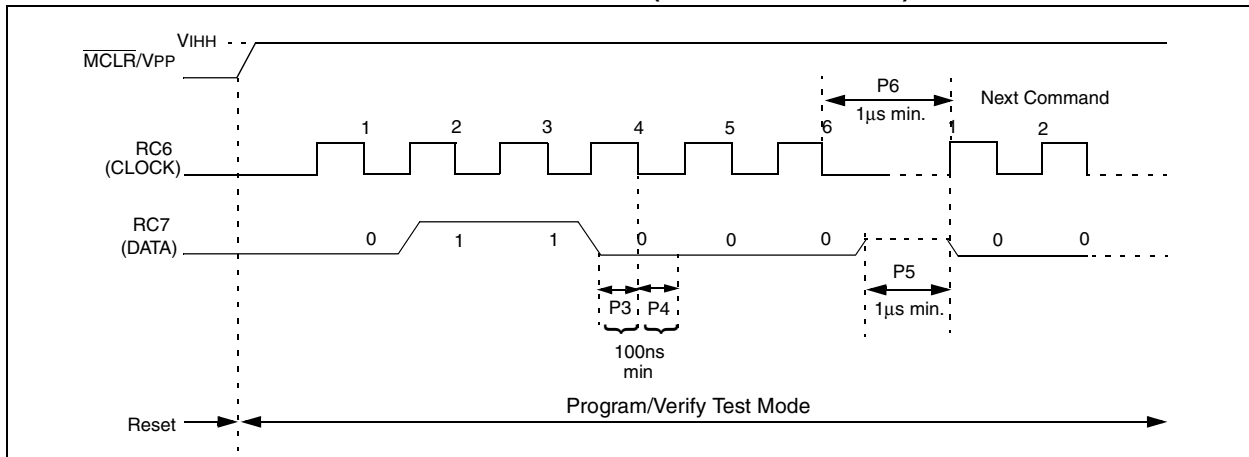 VIHH
MCLR/VPP
P6
1µs min.
Next Command
1 2 3 4 5 6 1 2
RC6
(CLOCK)
RC7
(DATA)
0 1 1 0 0 0 0 0
P5
1µs min.
P3 P4
100ns
min
Program/Verify Test Mode
Reset